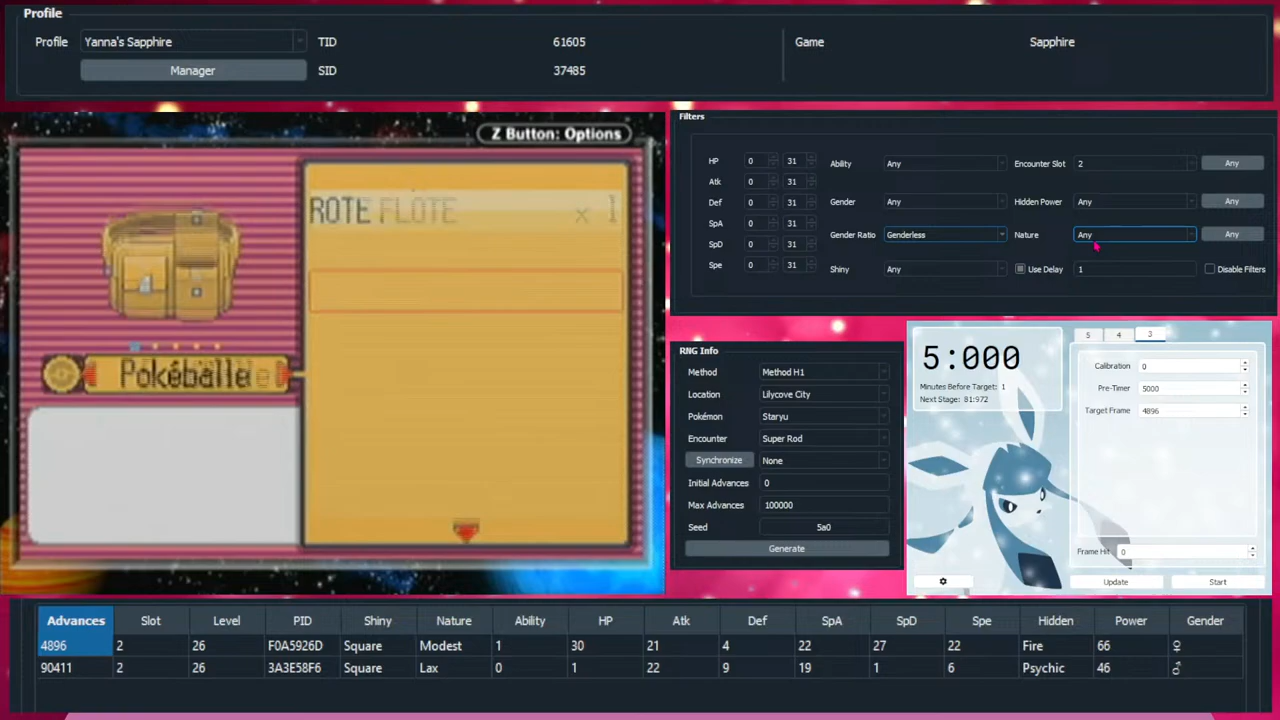 Profile
Profile Yanna's Sapphire TID 61605 Game Sapphire
Manager SID 37485
Z Button: Options
ROTE FLÖTE × 1
Pokébälle
Filters
HP 0 31 Ability Any Encounter Slot 2 Any
Atk 0 31
Def 0 31 Gender Any Hidden Power Any Any
SpA 0 31 Gender Ratio Genderless Nature Any Any
SpD 0 31
Spe 0 31 Shiny Any Use Delay 1 Disable Filters
RNG Info
Method Method H1
Location Lilycove City
Pokémon Staryu
Encounter Super Rod
Synchronize None
Initial Advances 0
Max Advances 100000
Seed 5a0
Generate
5:000
Minutes Before Target: 1
Next Stage: 81:972
5 4 3
Calibration 0
Pre-Timer 5000
Target Frame 4896
Frame Hit 0
Update Start
Advances Slot Level PID Shiny Nature Ability HP Atk Def SpA SpD Spe Hidden Power Gender
4896 2 26 F0A5926D Square Modest 1 30 21 4 22 27 22 Fire 66 ♀
90411 2 26 3A3E58F6 Square Lax 0 1 22 9 19 1 6 Psychic 46 ♂